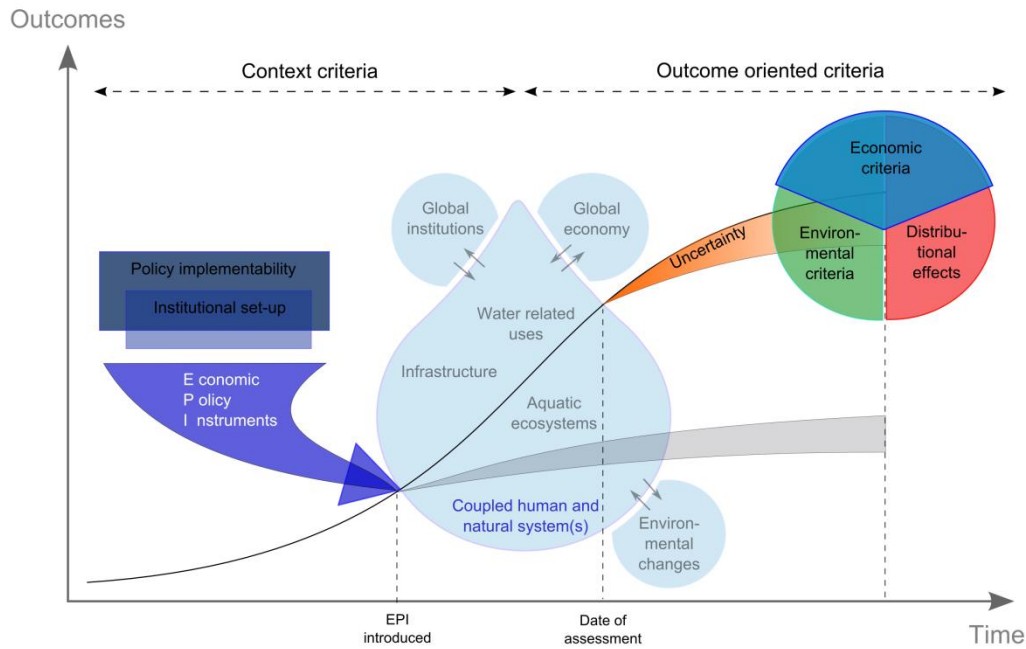 Outcomes
Context criteria
Outcome oriented criteria
Economic
criteria
Global
institutions
Global
economy
Uncertainty
Environ-
mental
criteria
Distribu-
tional
effects
Policy implementability
Institutional set-up
Water related
uses
Infrastructure
E conomic
P olicy
I nstruments
Aquatic
ecosystems
Coupled human and
natural system(s)
Environ-
mental
changes
EPI
introduced
Date of
assessment
Time